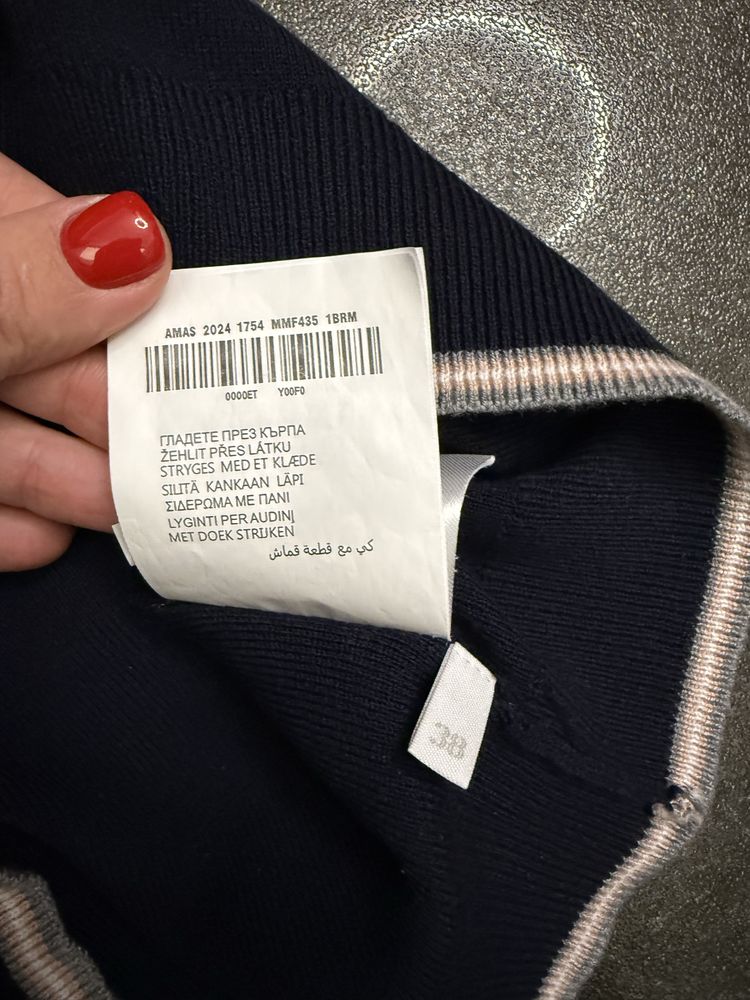 AMAS 2024 1754 MMF435 1BRM
0000ET Y00F0
ГЛАДЕТЕ ПРЕЗ КЪРПА
ŽEHLIT PŘES LÁTKU
STRYGES MED ET KLÆDE
SILITÄ KANKAAN LÄPI
ΣΙΔΕΡΩΜΑ ΜΕ ΠΑΝΙ
LYGINTI PER AUDINĮ
MET DOEK STRIJKEN
كي مع قطعة قماش
38